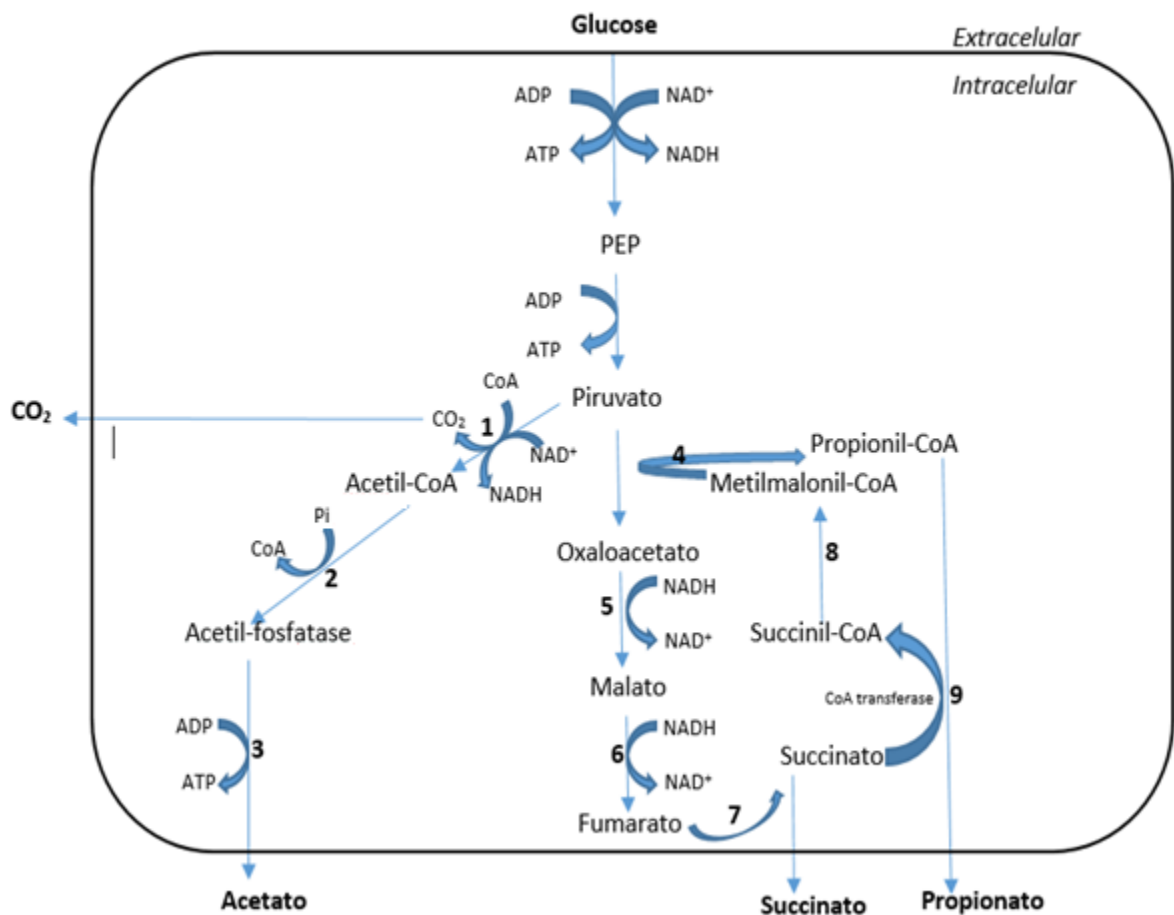 Glucose
Extracelular
Intracelular
ADP
NAD⁺
ATP
NADH
PEP
ADP
ATP
CoA
Piruvato
CO₂
CO₂
1
NAD⁺
4
Propionil-CoA
Acetil-CoA
NADH
Metilmalonil-CoA
Pi
CoA
2
Oxaloacetato
8
5
NADH
NAD⁺
Acetil-fosfatase
Succinil-CoA
Malato
CoA transferase
9
ADP
3
ATP
6
NADH
NAD⁺
Succinato
Fumarato
7
Acetato
Succinato
Propionato